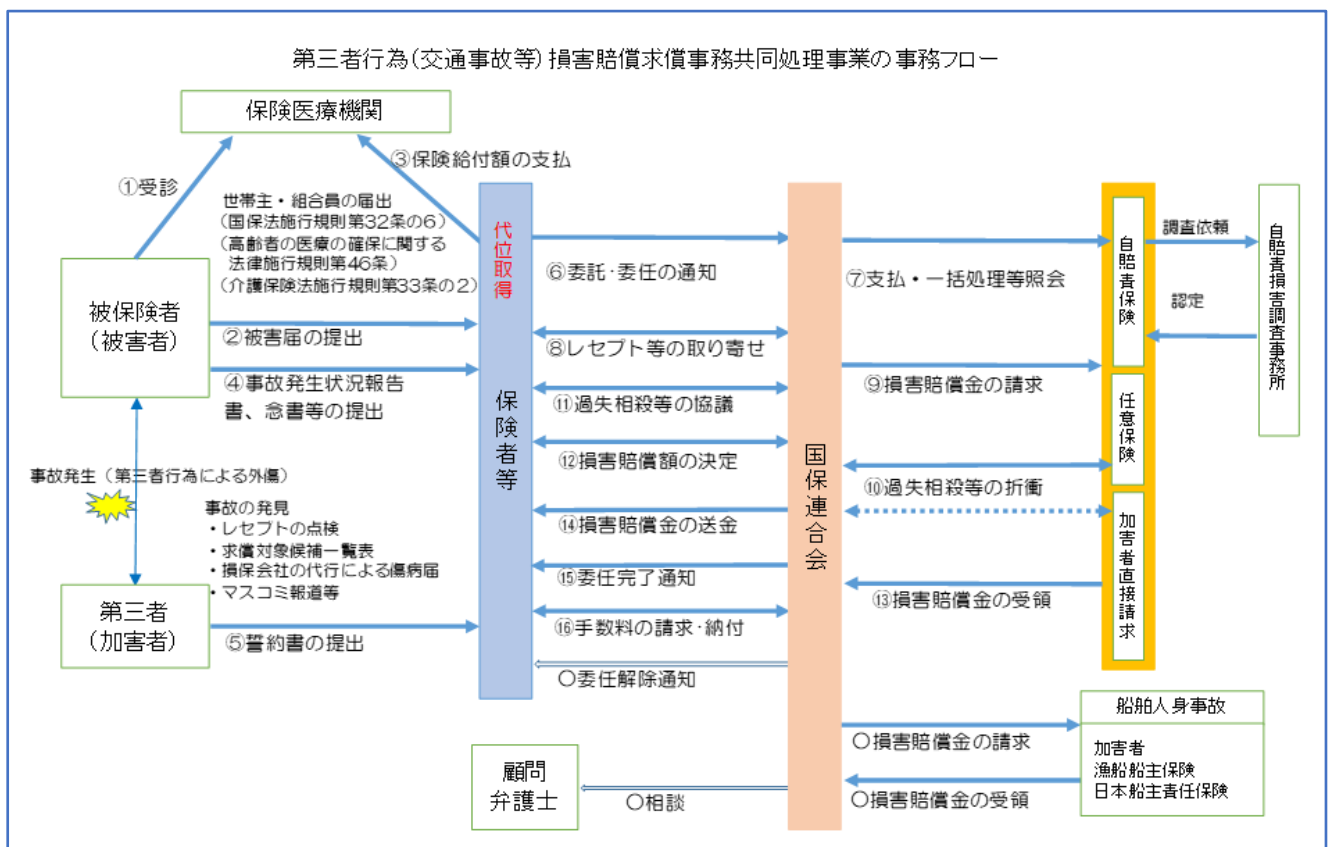 第三者行為(交通事故等)損害賠償求償事務共同処理事業の事務フロー
保険医療機関
①受診
③保険給付額の支払
世帯主・組合員の届出
(国保法施行規則第32条の6)
(高齢者の医療の確保に関する
法律施行規則第46条)
(介護保険法施行規則第33条の2)
被保険者
(被害者)
②被害届の提出
④事故発生状況報告
書、念書等の提出
事故発生(第三者行為による外傷)
事故の発見
・レセプトの点検
・求償対象候補一覧表
・損保会社の代行による傷病届
・マスコミ報道等
第三者
(加害者)
⑤誓約書の提出
代位取得
保険者等
⑥委託・委任の通知
⑧レセプト等の取り寄せ
⑪過失相殺等の協議
⑫損害賠償額の決定
⑭損害賠償金の送金
⑮委任完了通知
⑯手数料の請求・納付
〇委任解除通知
顧問
弁護士
〇相談
国保連合会
⑦支払・一括処理等照会
⑨損害賠償金の請求
⑩過失相殺等の折衝
⑬損害賠償金の受領
自賠責保険
任意保険
加害者直接請求
調査依頼
認定
自賠責損害調査事務所
〇損害賠償金の請求
〇損害賠償金の受領
船舶人身事故
加害者
漁船船主保険
日本船主責任保険